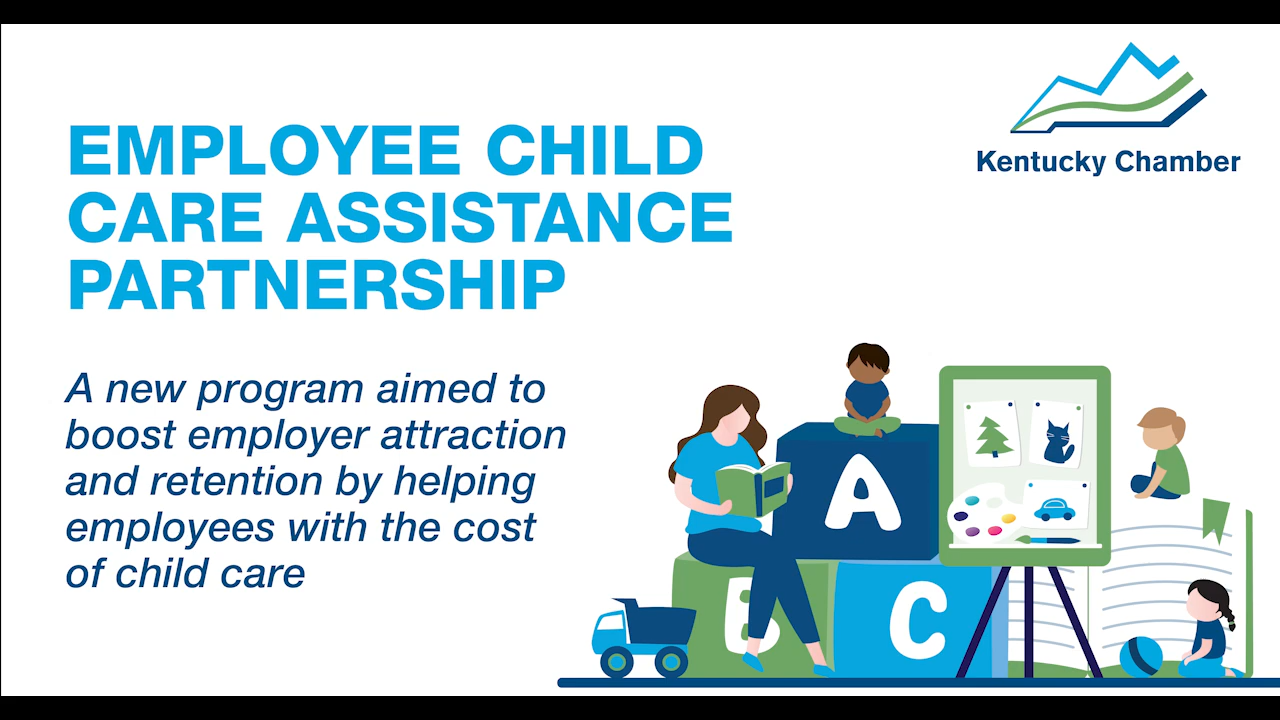 EMPLOYEE CHILD
CARE ASSISTANCE
PARTNERSHIP
Kentucky Chamber
A new program aimed to
boost employer attraction
and retention by helping
employees with the cost
of child care
A
B
C